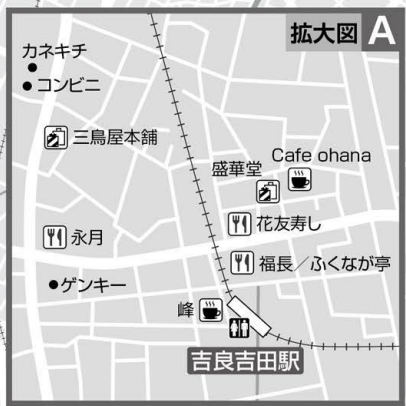 拡大図 A
カネキチ
コンビニ
三鳥屋本舗
盛華堂
Cafe ohana
永月
花友寿し
福長／ふくなが亭
ゲンキー
峰
吉良吉田駅